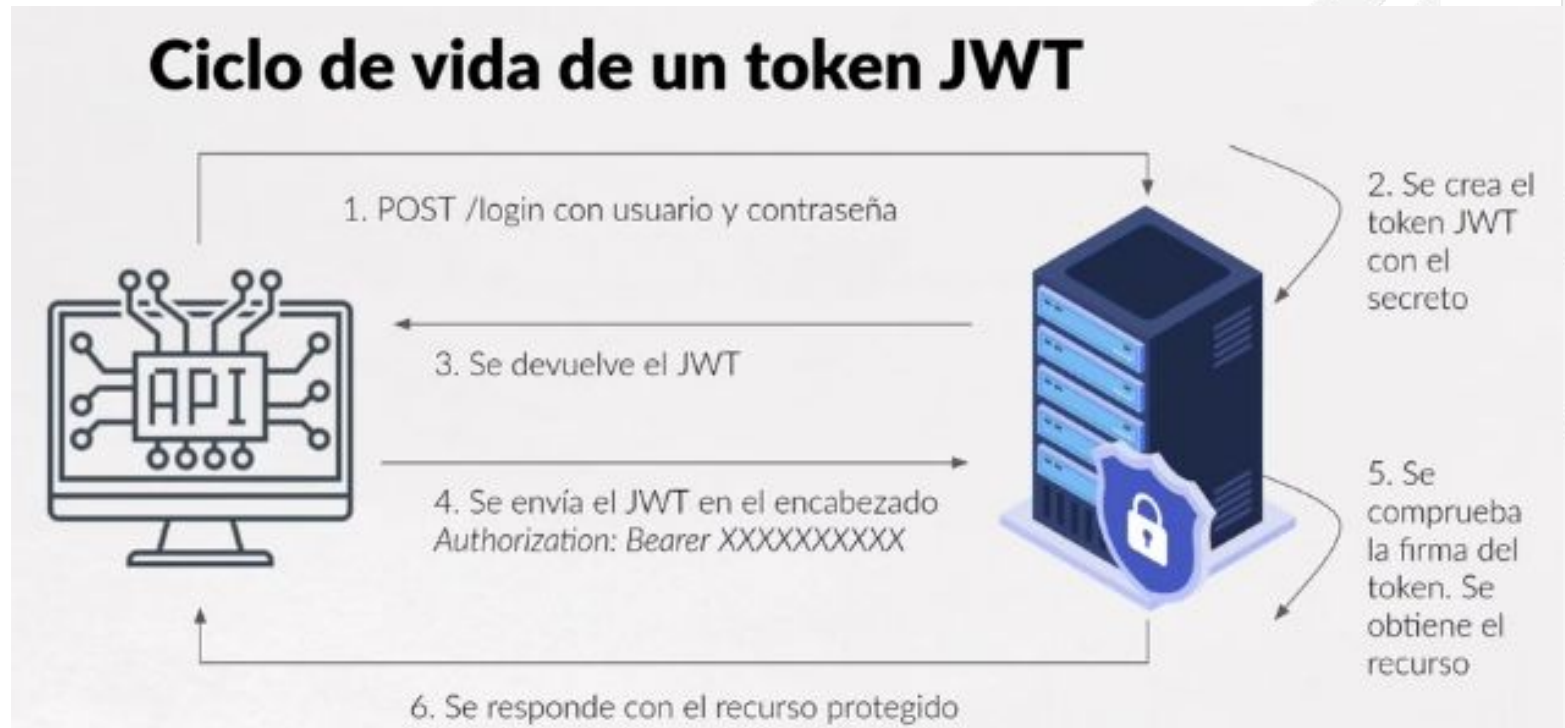 Ciclo de vida de un token JWT
1. POST /login con usuario y contraseña
2. Se crea el
token JWT
con el
secreto
3. Se devuelve el JWT
API
4. Se envía el JWT en el encabezado
Authorization: Bearer XXXXXXXXXX
5. Se
comprueba
la firma del
token. Se
obtiene el
recurso
6. Se responde con el recurso protegido